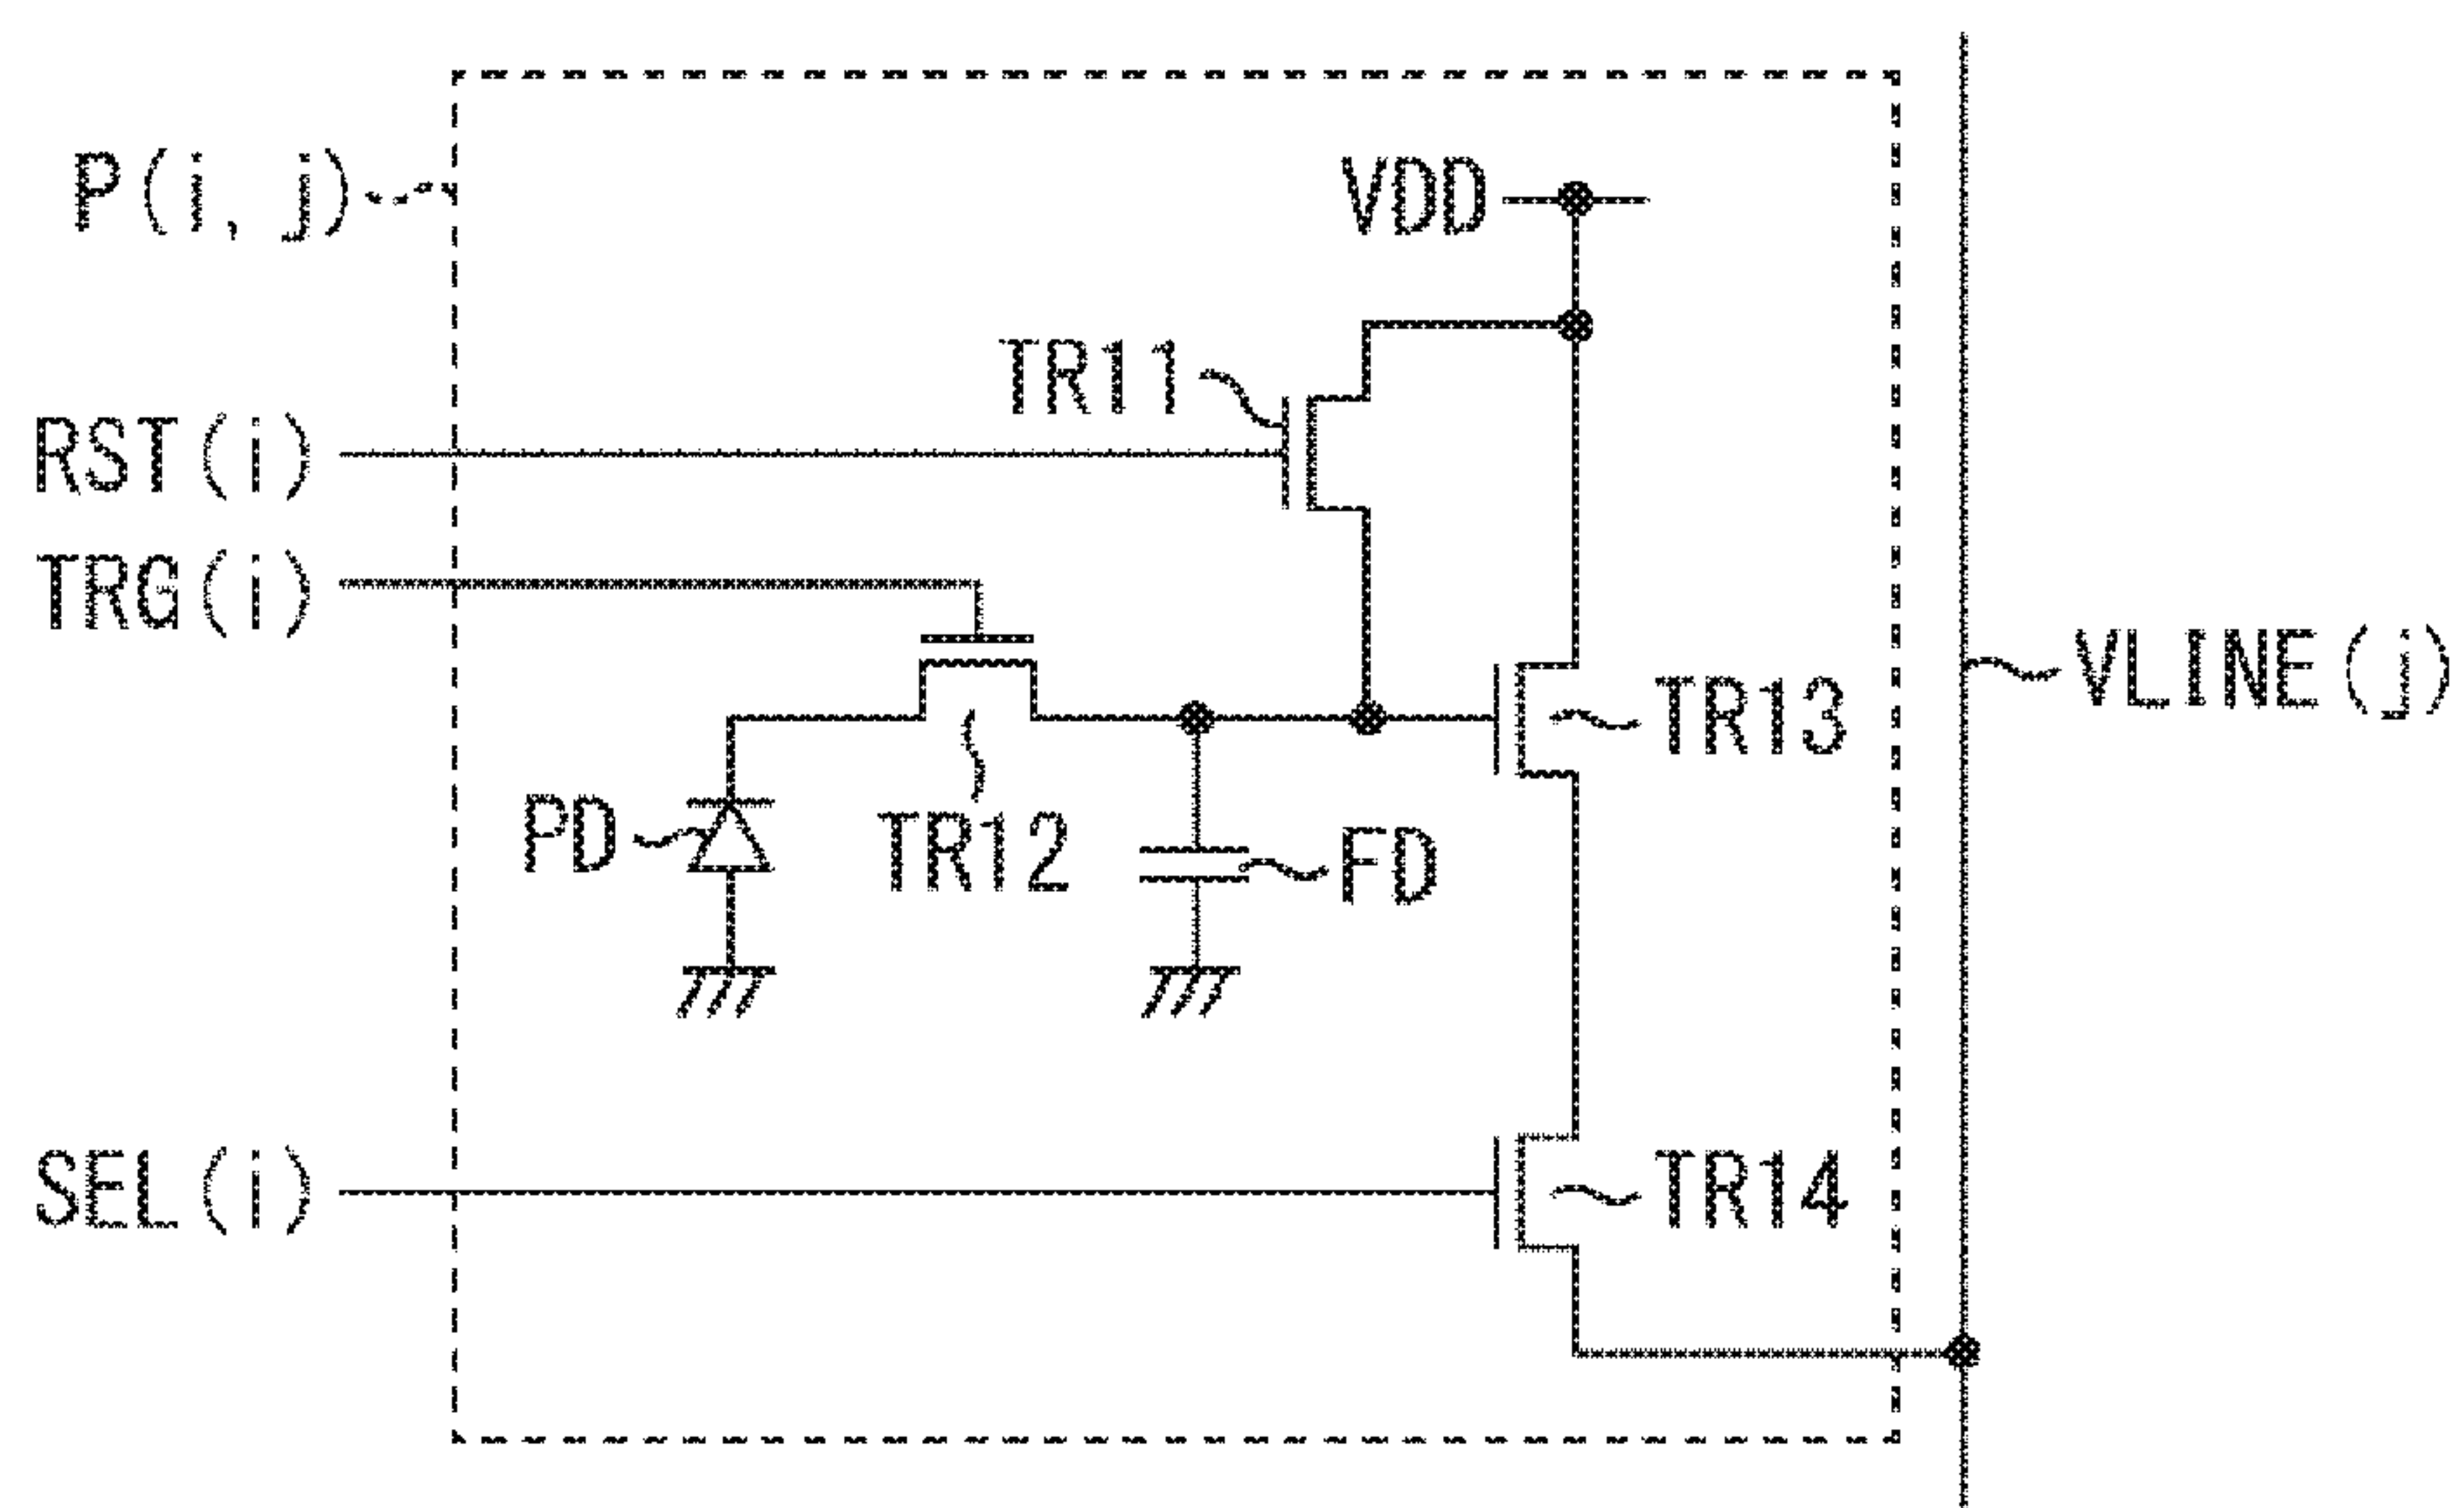 P(i, j)
VDD
TR11
RST(i)
TRG(i)
TR13
VLINE(j)
PD
TR12
FD
SEL(i)
TR14